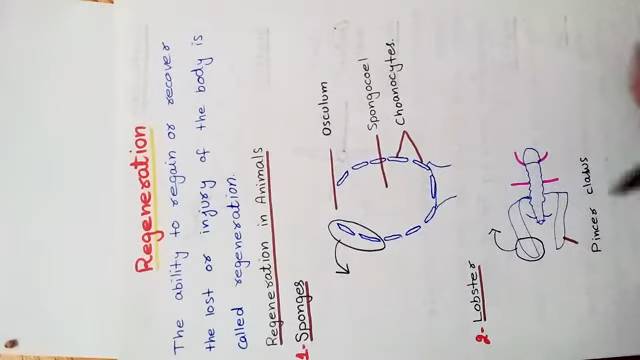 Regeneration
The ability to regain or recover
the lost or injury of the body is
called regeneration.
Regeneration in Animals
1- Sponges
Osculum
Spongocoel
Choanocytes.
2- Lobster
Pincer claws